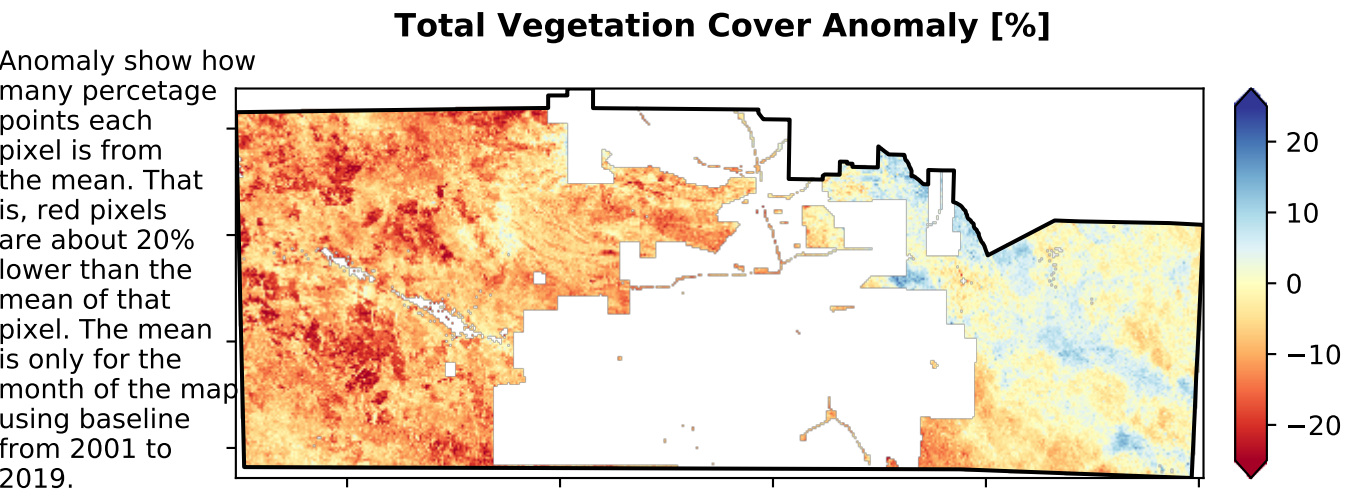 Total Vegetation Cover Anomaly [%]
Anomaly show how
many percetage
points each
pixel is from
the mean. That
is, red pixels
are about 20%
lower than the
mean of that
pixel. The mean
is only for the
month of the map
using baseline
from 2001 to
2019.
20
10
0
−10
−20